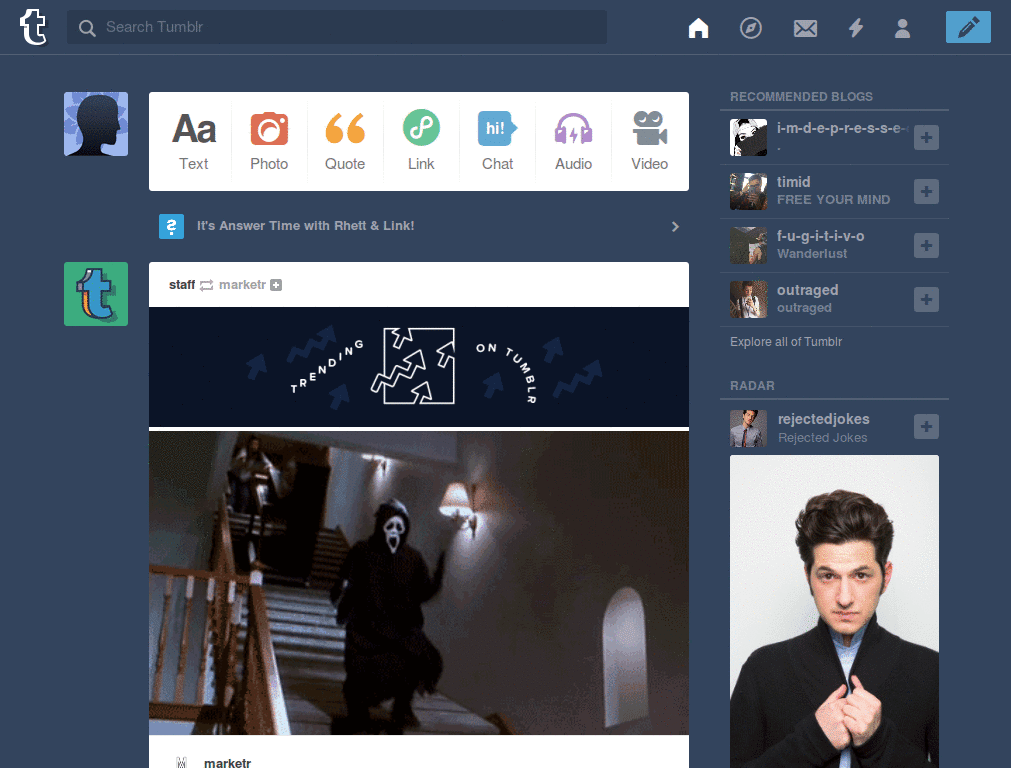 t
Search Tumblr
Aa
hi!
Text
Photo
Quote
Link
Chat
Audio
Video
?
It's Answer Time with Rhett & Link!
t
staff marketr
TRENDING
ON TUMBLR
marketr
RECOMMENDED BLOGS
i-m-d-e-p-r-e-s-s-e-
.
timid
FREE YOUR MIND
f-u-g-i-t-i-v-o
Wanderlust
outraged
outraged
Explore all of Tumblr
RADAR
rejectedjokes
Rejected Jokes